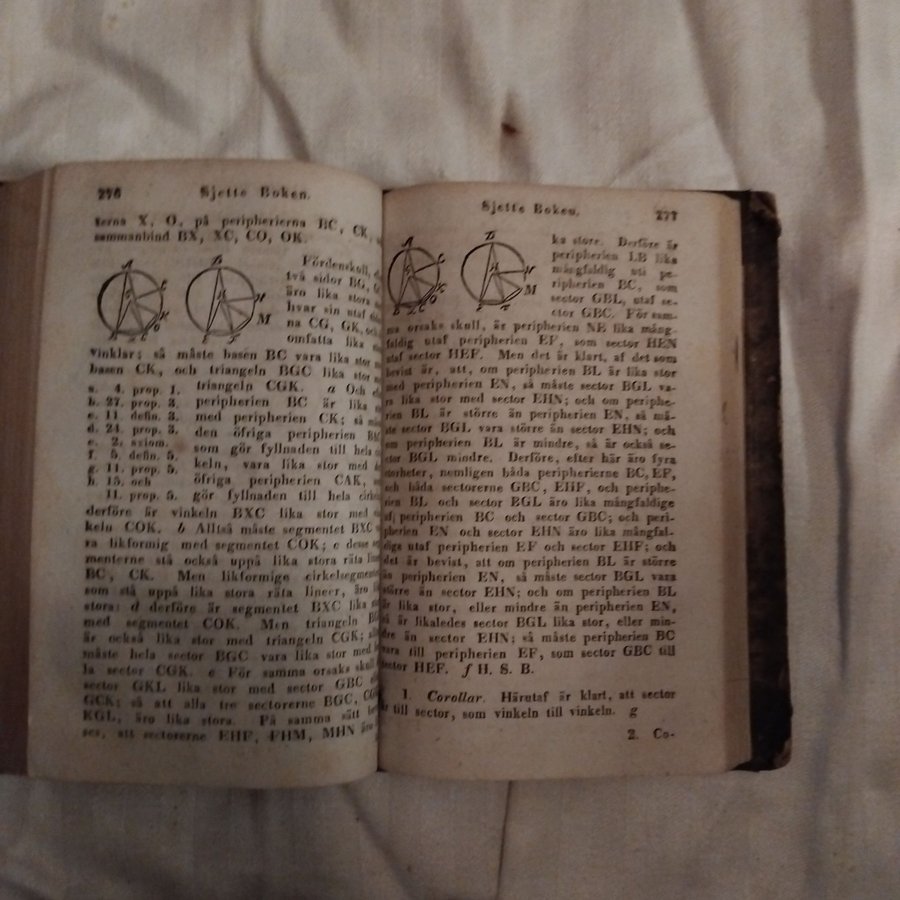 276
Sjette Boken.
terna X, O, på peripherierna BC, CK,
sammanbind BX, XC, CO, OK.
Fördenskull,
två sidor BG,
äro lika stora
hvar sin utaf
na CG, GK, och
omfatta lika
M
vinklar; så måste basen BC vara lika stor
basen CK, och triangeln BGC lika stor
a. 4. prop. 1. triangeln CGK. a Och
b. 27. prop. 3. peripherien BC är lika
c. 11. defin. 3. med peripherien CK; så
d. 24. prop. 3. den öfriga peripherien
e. 2. axiom. som gör fyllnaden till hela
f. 5. defin. 5. keln, vara lika stor med
g. 11. prop. 5. öfriga peripherien CAK,
h. 15. och
11. prop. 5. gör fyllnaden till hela
derföre är vinkeln BXC lika stor med
keln COK. b Alltså måste segmentet BXC
ra likformig med segmentet COK; c desse
menterne stå också uppå lika stora räta
BC, CK. Men likformige cirkelsegmenter
som stå uppå lika stora räta lineer, äro
stora: d derföre är segmentet BXC lika
med segmentet COK. Men triangeln
är också lika stor med triangeln CGK;
måste hela sector BGC vara lika stor med
la sector CGK. e För samma orsaks skull
sector GKL lika stor med sector GBC
GCK; så att alla tre sectorerne BGC,
KGL, äro lika stora. På samma sätt
ses, att sectorerne EHF, FHM, MHN
Sjette Boken.
277
ka store. Derföre är
peripherien LB lika
mångfaldig uti pe-
ripherien BC, som
sector GBL, utaf se-
ctor GBC. För sam-
M
ma orsaks skull, är peripherien NE lika mång-
faldig utaf peripherien EF, som sector HEN
utaf sector HEF. Men det är klart, af det som
bevist är, att, om peripherien BL är lika stor
med peripherien EN, så måste sector BGL va-
ra lika stor med sector EHN; och om periphe-
rien BL är större än peripherien EN, så må-
ste sector BGL vara större än sector EHN; och
om peripherien BL är mindre, så är också se-
ctor BGL mindre. Derföre, efter här äro fyra
storheter, nemligen båda peripherierne BC, EF,
och båda sectorerne GBC, EHF, och periphe-
rien BL och sector BGL äro lika mångfaldige
af peripherien BC och sector GBC; och peri-
pherien EN och sector EHN äro lika mångfal-
dige utaf peripherien EF och sector EHF; och
det är bevist, att om peripherien BL är större
än peripherien EN, så måste sector BGL vara
större än sector EHN; och om peripherien BL
är lika stor, eller mindre än peripherien EN,
så är likaledes sector BGL lika stor, eller min-
dre än sector EHN; så måste peripherien BC
vara till peripherien EF, som sector GBC till
sector HEF. f H. S. B.
1. Corollar. Härutaf är klart, att sector
är till sector, som vinkeln till vinkeln. g
2. Co-